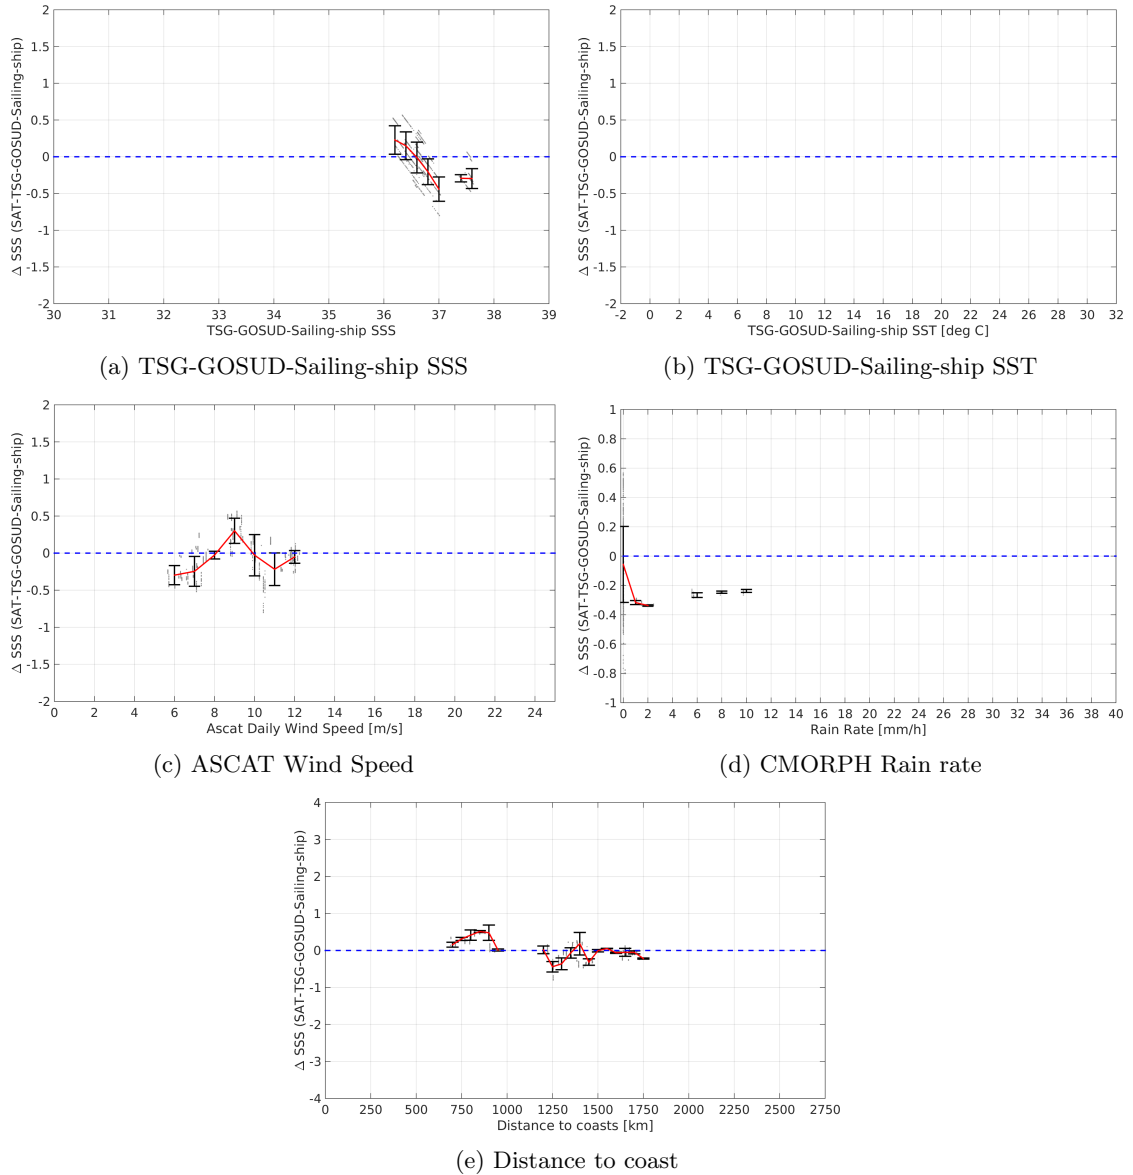 2
1.5
1
0.5
0
-0.5
-1
-1.5
-2
30 31 32 33 34 35 36 37 38 39
Δ SSS (SAT-TSG-GOSUD-Sailing-ship)
TSG-GOSUD-Sailing-ship SSS
(a) TSG-GOSUD-Sailing-ship SSS
2
1.5
1
0.5
0
-0.5
-1
-1.5
-2
-2 0 2 4 6 8 10 12 14 16 18 20 22 24 26 28 30 32
Δ SSS (SAT-TSG-GOSUD-Sailing-ship)
TSG-GOSUD-Sailing-ship SST [deg C]
(b) TSG-GOSUD-Sailing-ship SST
2
1.5
1
0.5
0
-0.5
-1
-1.5
-2
0 2 4 6 8 10 12 14 16 18 20 22 24
Δ SSS (SAT-TSG-GOSUD-Sailing-ship)
Ascat Daily Wind Speed [m/s]
(c) ASCAT Wind Speed
1
0.8
0.6
0.4
0.2
0
-0.2
-0.4
-0.6
-0.8
-1
0 2 4 6 8 10 12 14 16 18 20 22 24 26 28 30 32 34 36 38 40
Δ SSS (SAT-TSG-GOSUD-Sailing-ship)
Rain Rate [mm/h]
(d) CMORPH Rain rate
4
3
2
1
0
-1
-2
-3
-4
0 250 500 750 1000 1250 1500 1750 2000 2250 2500 2750
Δ SSS (SAT-TSG-GOSUD-Sailing-ship)
Distance to coasts [km]
(e) Distance to coast